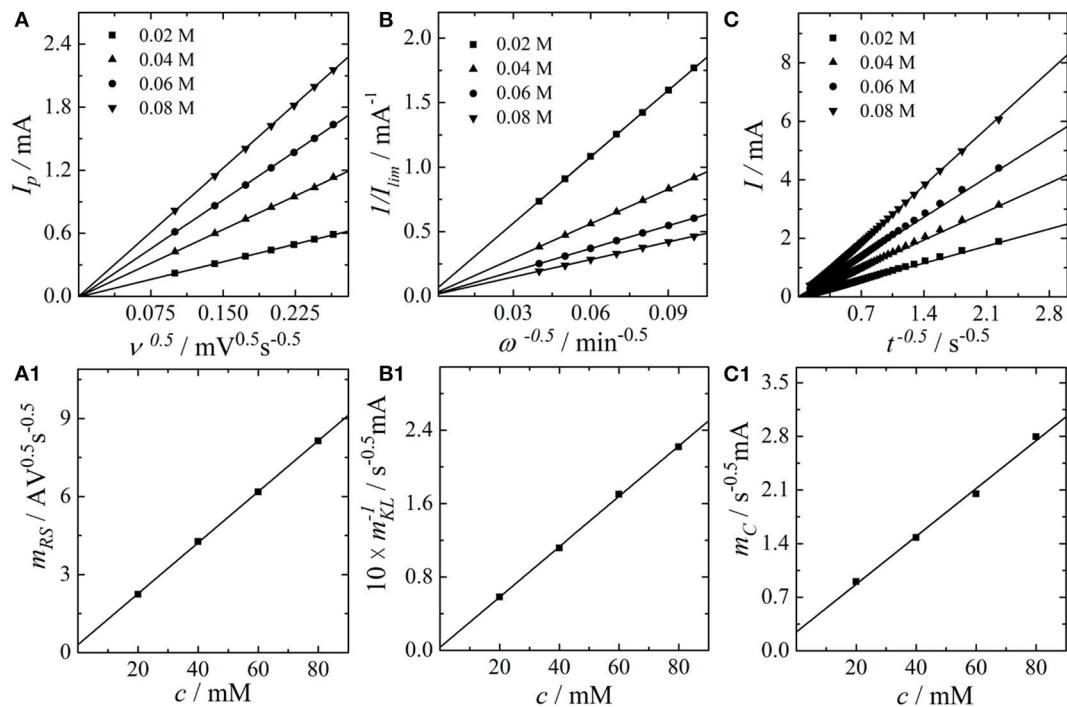 A
2.4
1.8
1.2
0.6
0.0
I_p / mA
0.02 M
0.04 M
0.06 M
0.08 M
0.075 0.150 0.225
ν^0.5 / mV^0.5s^-0.5
B
2.0
1.5
1.0
0.5
0.0
1/I_lim / mA^-1
0.02 M
0.04 M
0.06 M
0.08 M
0.03 0.06 0.09
ω^-0.5 / min^-0.5
C
8
6
4
2
0
I / mA
0.02 M
0.04 M
0.06 M
0.08 M
0.7 1.4 2.1 2.8
t^-0.5 / s^-0.5
A1
9
6
3
0
m_RS / AV^0.5s^-0.5
20 40 60 80
c / mM
B1
2.4
1.6
0.8
0.0
10 × m_KL^-1 / s^-0.5mA
20 40 60 80
c / mM
C1
3.5
2.8
2.1
1.4
0.7
0.0
m_C / s^-0.5mA
20 40 60 80
c / mM